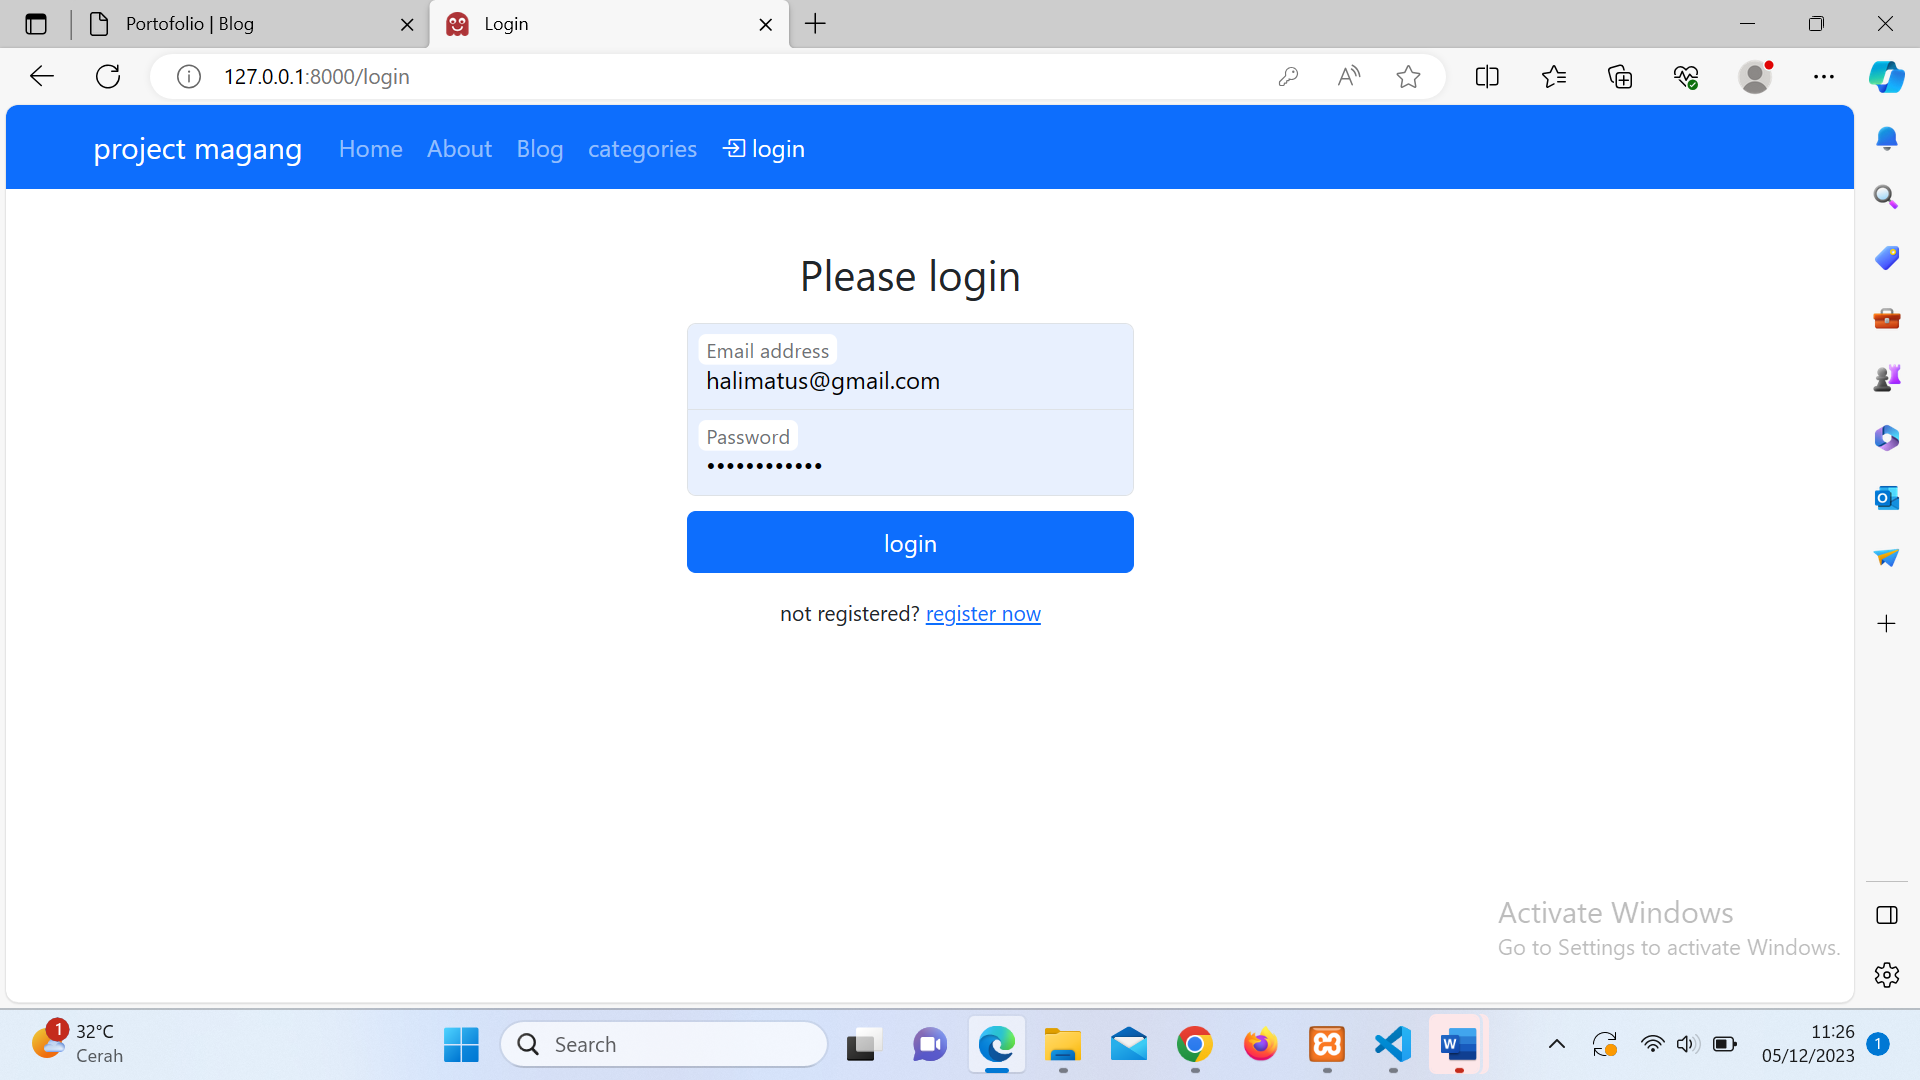 Portofolio | Blog
Login
127.0.0.1:8000/login
project magang Home About Blog categories login
Please login
Email address
halimatus@gmail.com
Password
••••••••••••
login
not registered? register now
Activate Windows
Go to Settings to activate Windows.
1
32°C
Cerah
Search
11:26
05/12/2023
1